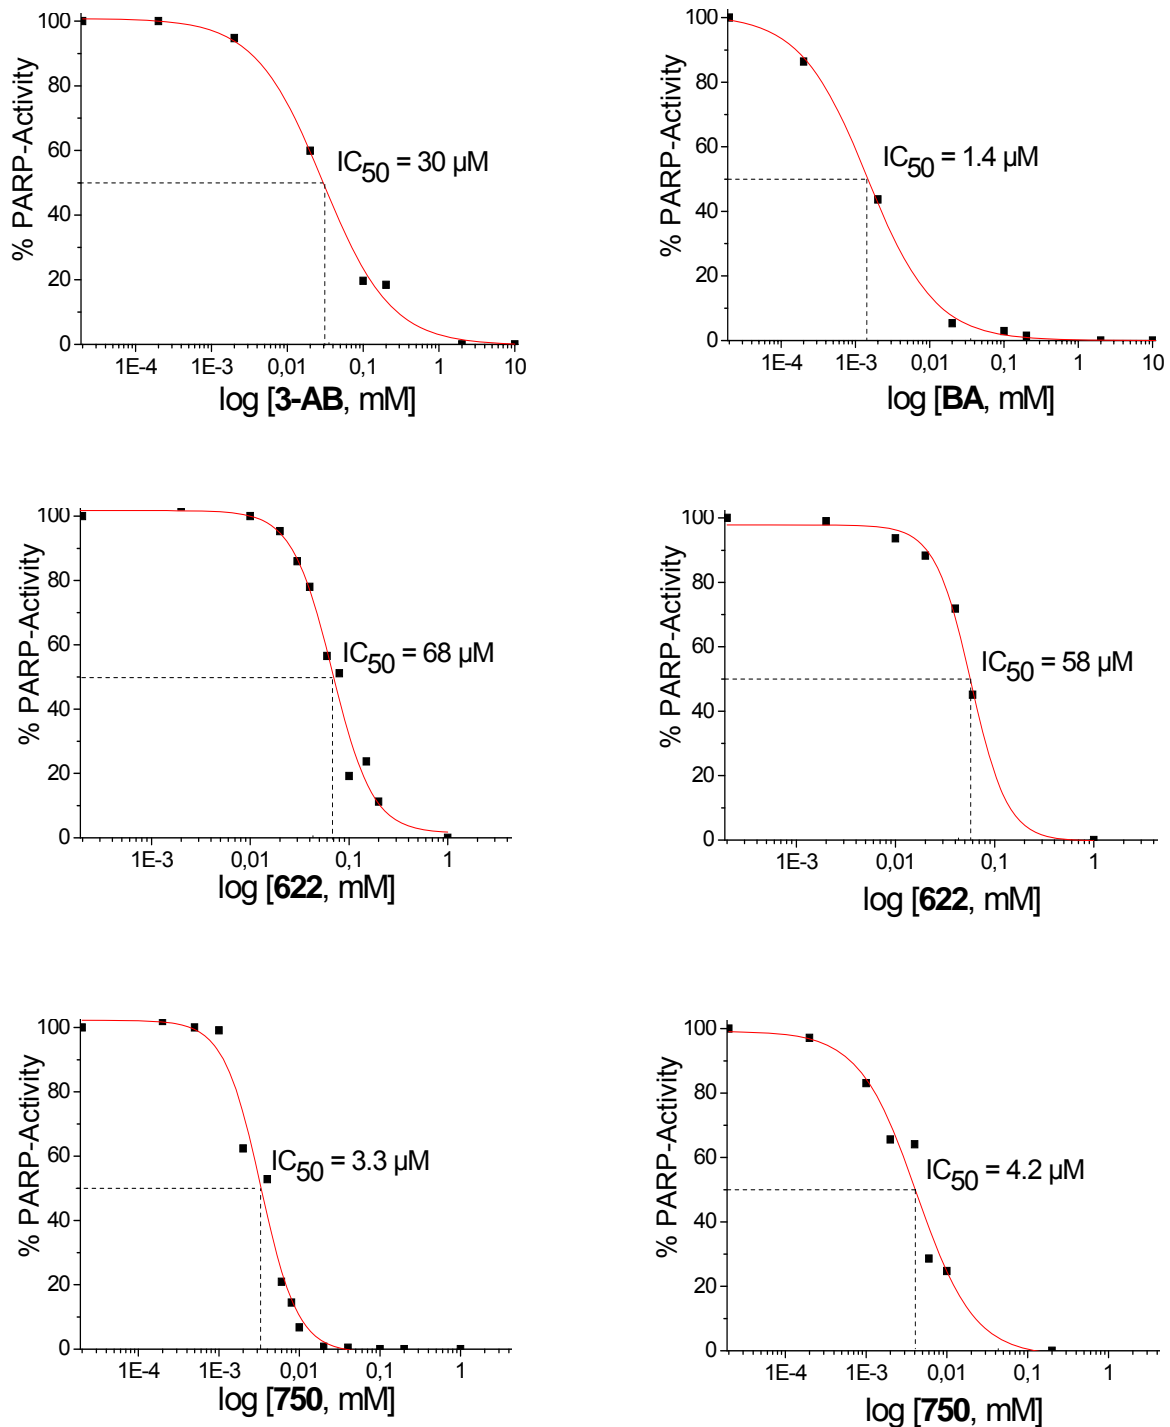 100
80
60
40
20
0
% PARP-Activity
IC50 = 30 µM
1E-4 1E-3 0,01 0,1 1 10
log [3-AB, mM]
100
80
60
40
20
0
% PARP-Activity
IC50 = 1.4 µM
1E-4 1E-3 0,01 0,1 1 10
log [BA, mM]
100
80
60
40
20
0
% PARP-Activity
IC50 = 68 µM
1E-3 0,01 0,1 1
log [622, mM]
100
80
60
40
20
0
% PARP-Activity
IC50 = 58 µM
1E-3 0,01 0,1 1
log [622, mM]
100
80
60
40
20
0
% PARP-Activity
IC50 = 3.3 µM
1E-4 1E-3 0,01 0,1 1
log [750, mM]
100
80
60
40
20
0
% PARP-Activity
IC50 = 4.2 µM
1E-4 1E-3 0,01 0,1 1
log [750, mM]